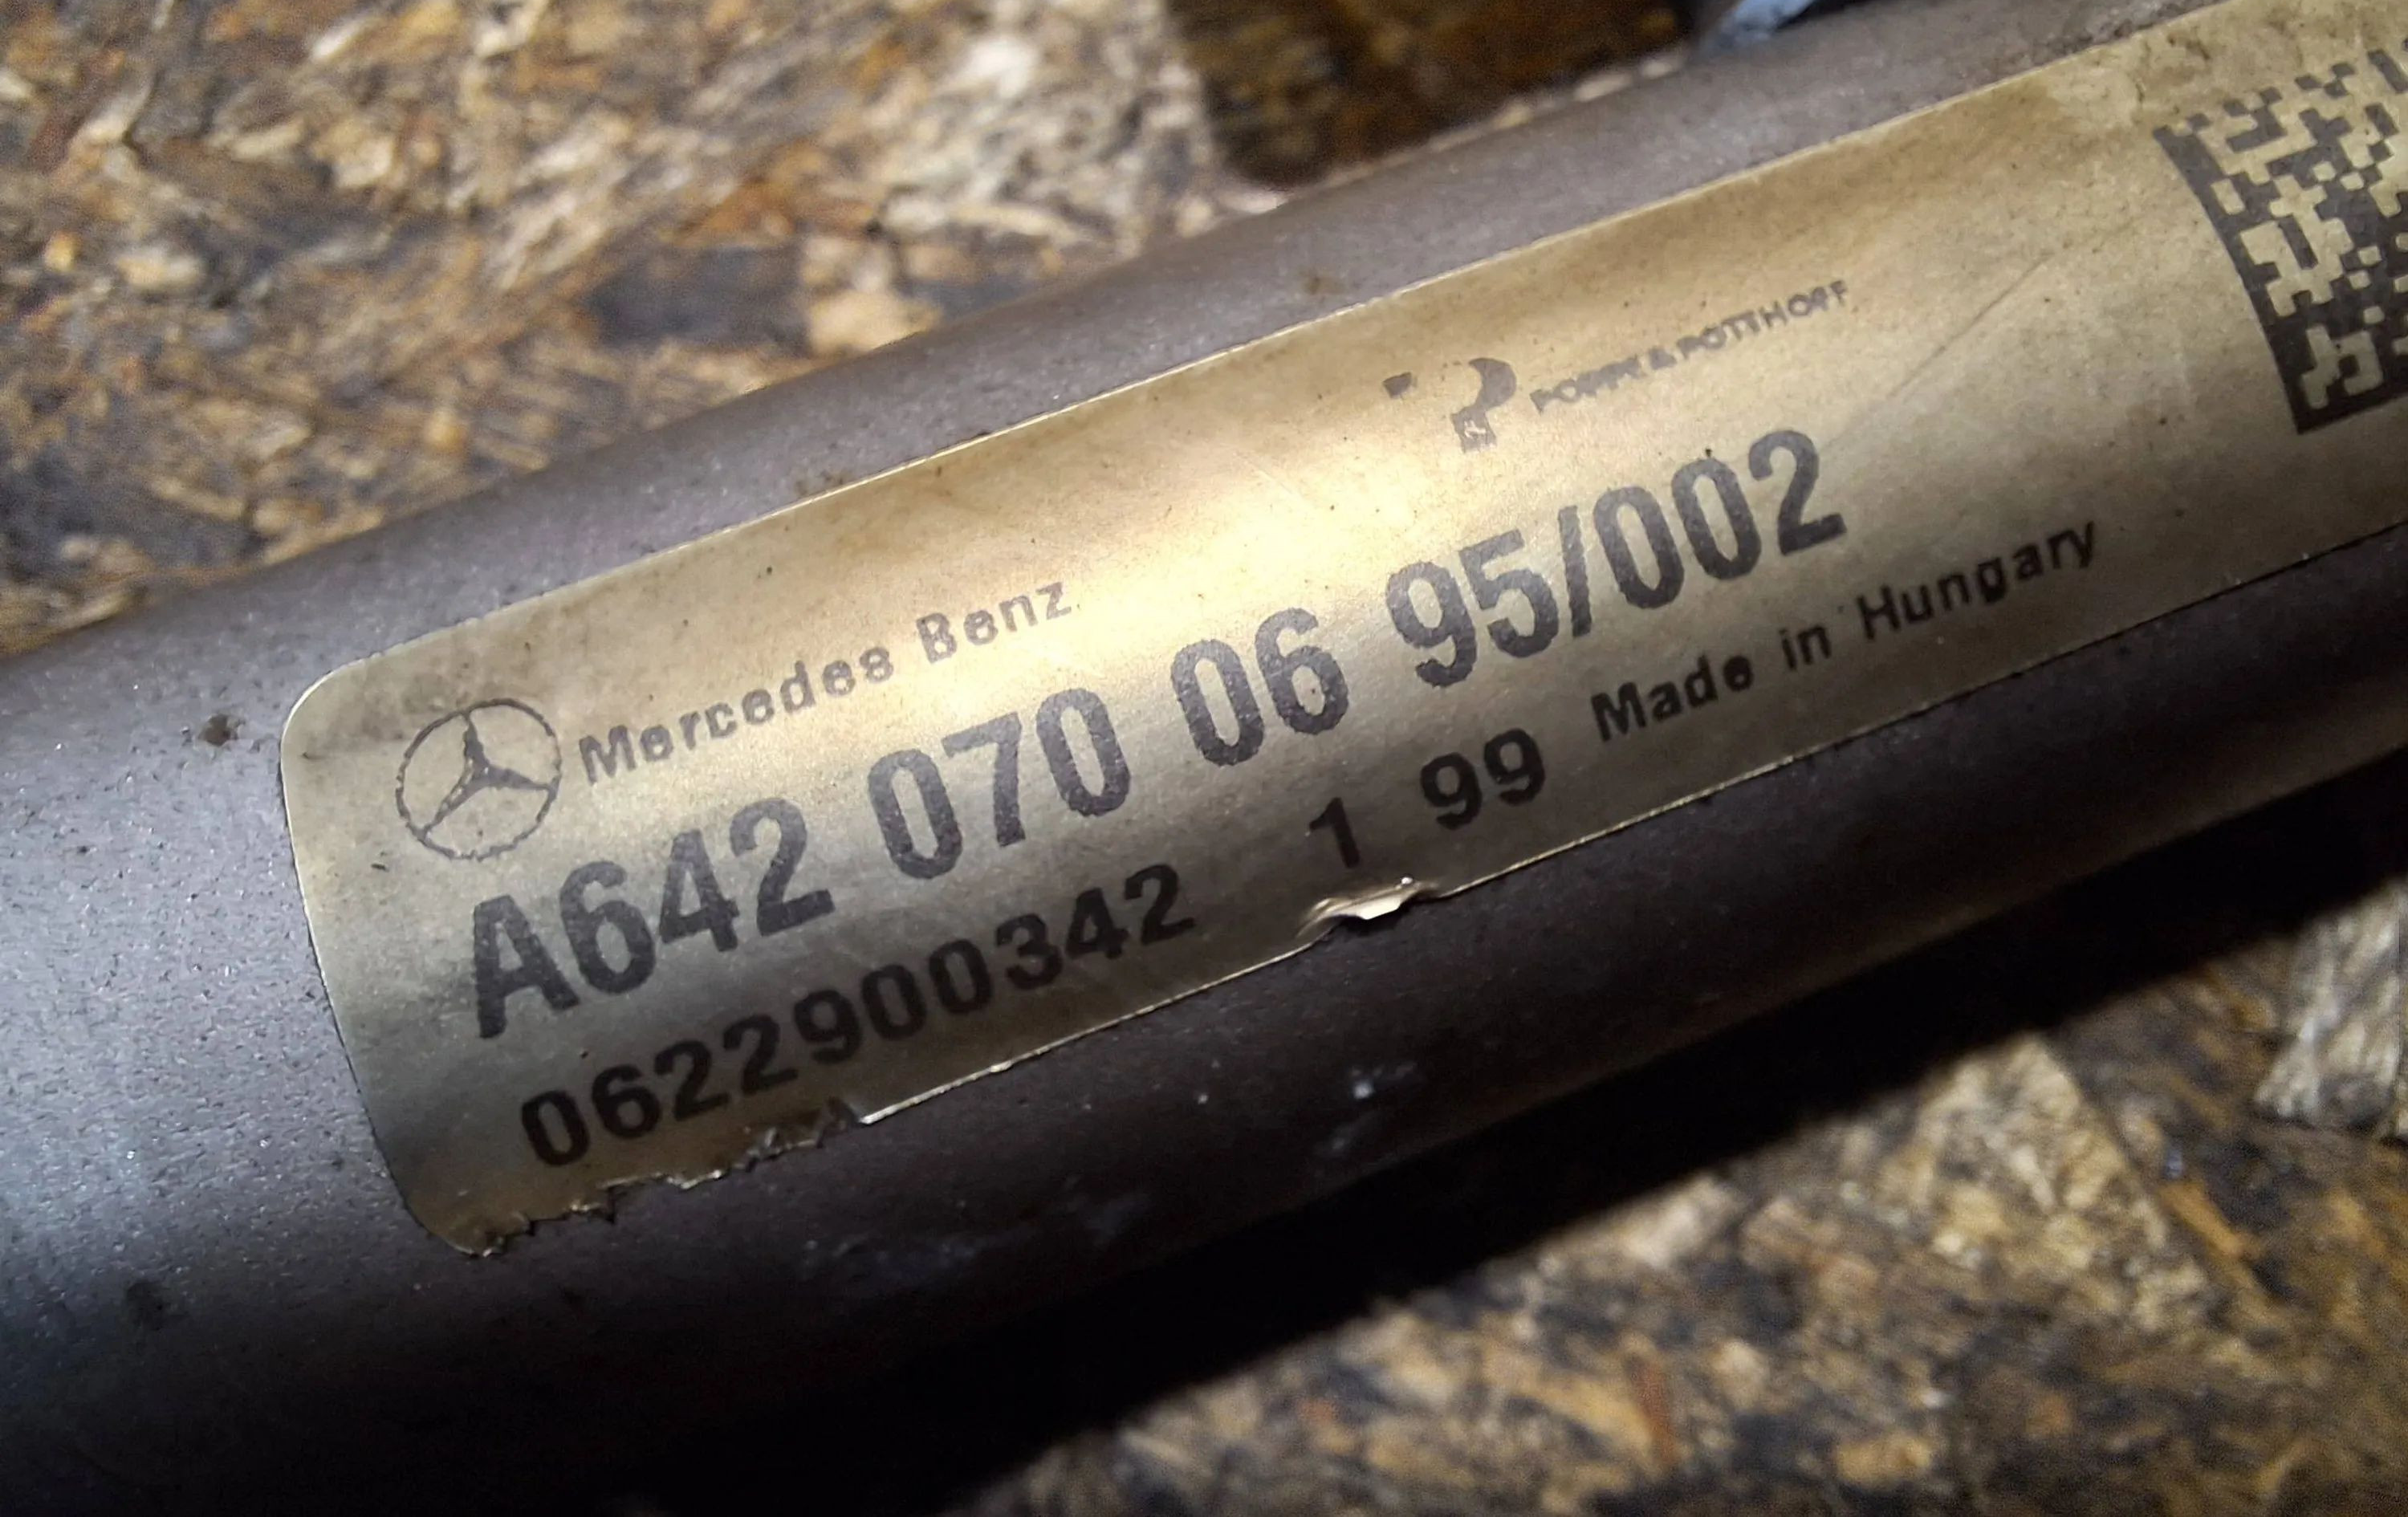 POPPE & POTTHOFF
Mercedes Benz
A642 070 06 95/002
0622900342 1 99 Made in Hungary